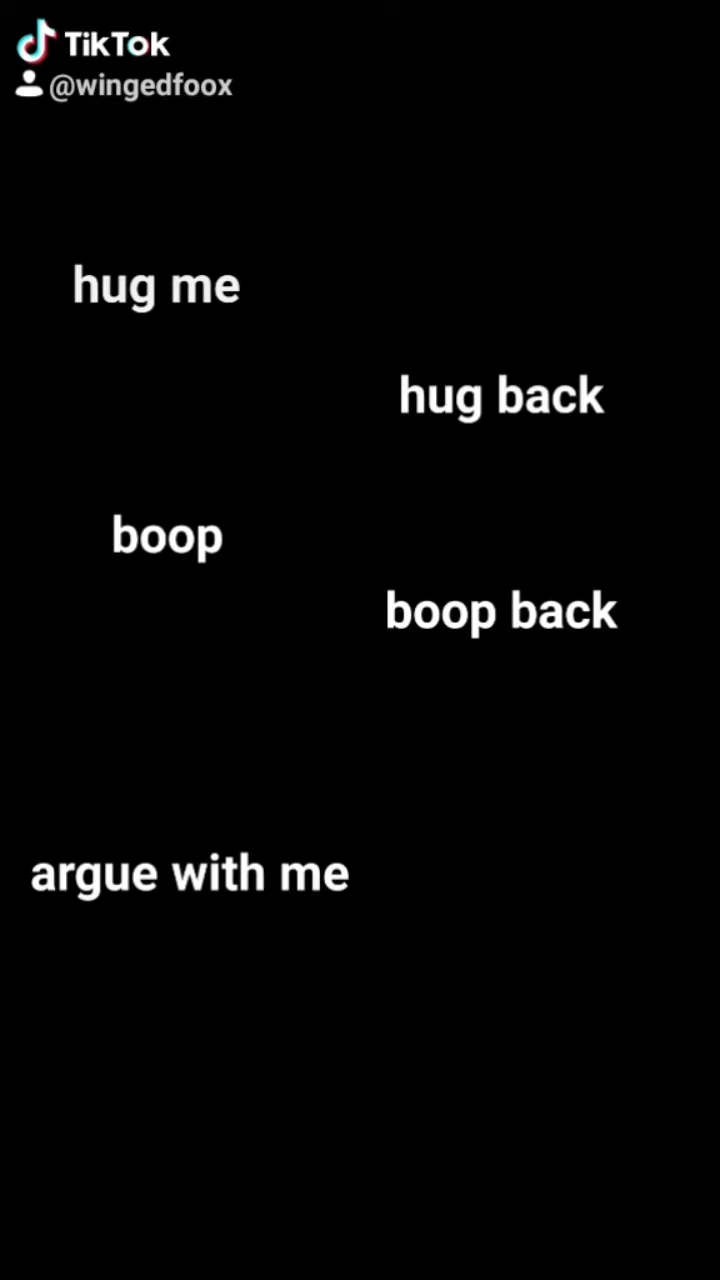 TikTok
@wingedfoox
hug me
hug back
boop
boop back
argue with me